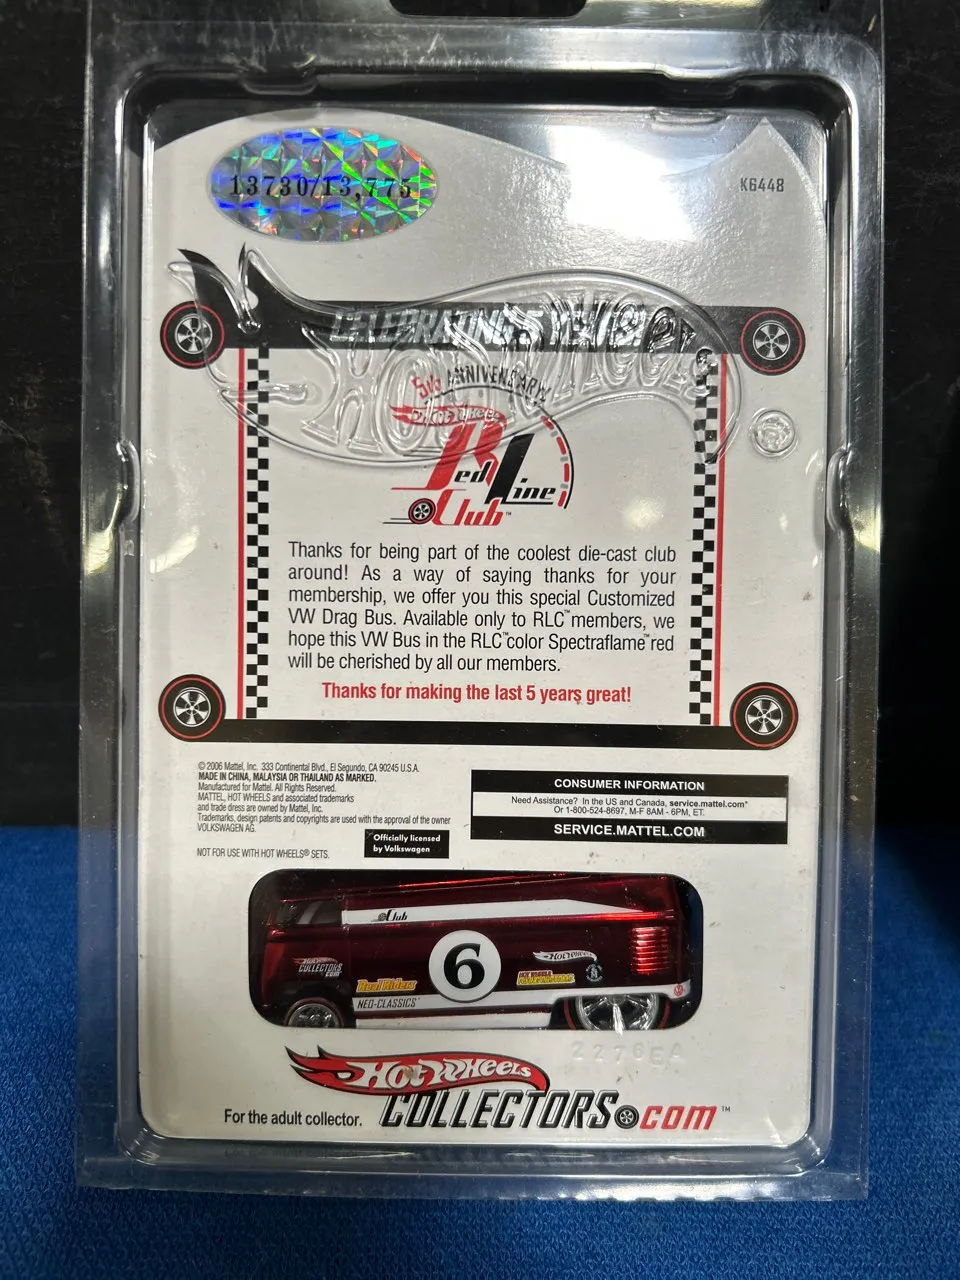 13730/13,775
K6448
CELEBRATING 5 YEARS!
HOT WHEELS
5th ANNIVERSARY!
Hot Wheels
Red Line
Club™
Thanks for being part of the coolest die-cast club
around! As a way of saying thanks for your
membership, we offer you this special Customized
VW Drag Bus. Available only to RLC™ members, we
hope this VW Bus in the RLC™ color Spectraflame™ red
will be cherished by all our members.
Thanks for making the last 5 years great!
© 2006 Mattel, Inc. 333 Continental Blvd., El Segundo, CA 90245 U.S.A.
MADE IN CHINA, MALAYSIA OR THAILAND AS MARKED.
Manufactured for Mattel. All Rights Reserved.
MATTEL, HOT WHEELS and associated trademarks
and trade dress are owned by Mattel, Inc.
Trademarks, design patents and copyrights are used with the approval of the owner
VOLKSWAGEN AG.
Officially licensed
by Volkswagen
NOT FOR USE WITH HOT WHEELS® SETS.
CONSUMER INFORMATION
Need Assistance? In the US and Canada, service.mattel.com*
Or 1-800-524-8697, M-F 8AM - 6PM, ET.
SERVICE.MATTEL.COM
Club
6
Hot Wheels
COLLECTORS
.com
Hot Wheels
Real Riders
NEO-CLASSICS
2276EA
Hot Wheels
COLLECTORS.com™
For the adult collector.